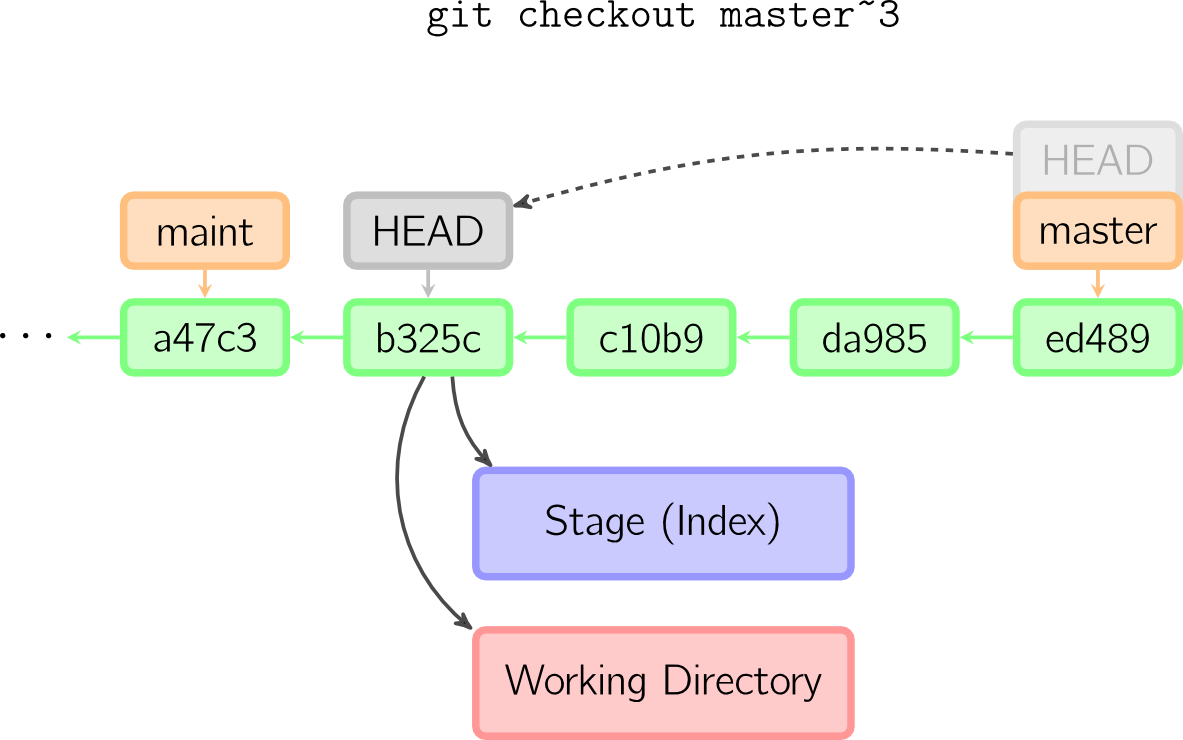 git checkout master~3
HEAD
maint HEAD master
... a47c3 b325c c10b9 da985 ed489
Stage (Index)
Working Directory